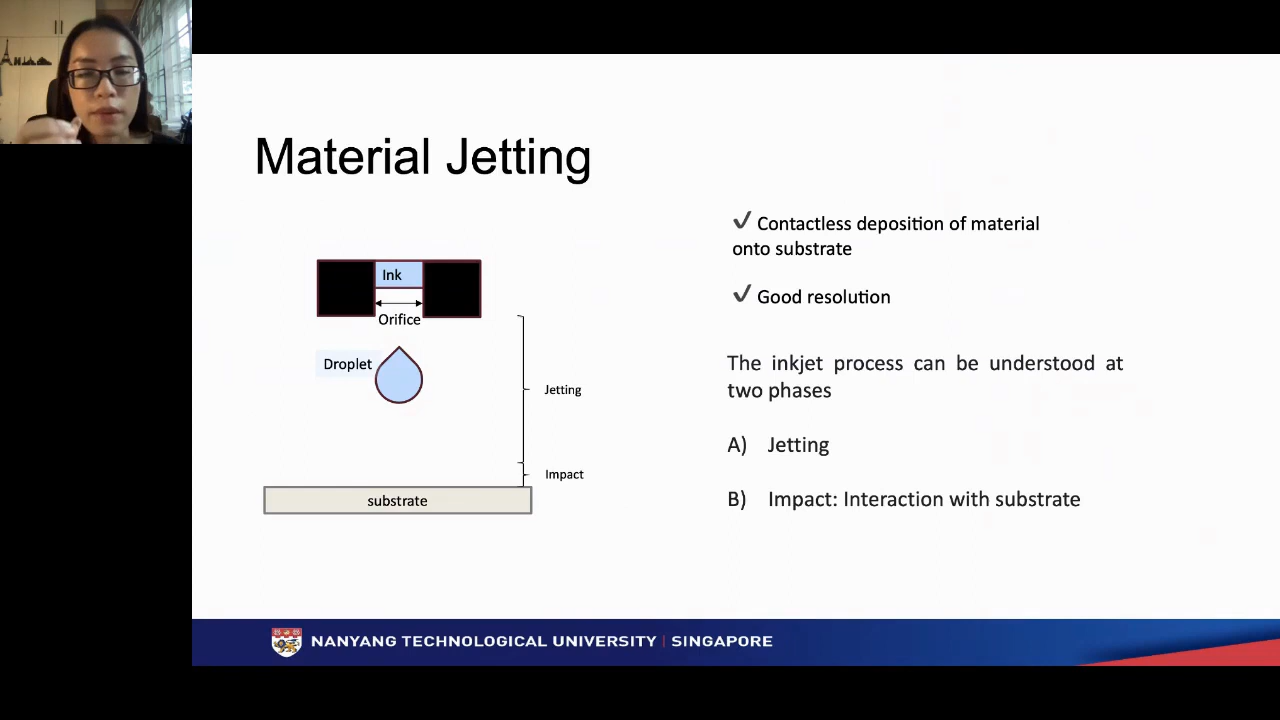 Material Jetting
Ink
Orifice
Droplet
Jetting
Impact
substrate
✓ Contactless deposition of material
onto substrate
✓ Good resolution
The inkjet process can be understood at
two phases
A) Jetting
B) Impact: Interaction with substrate
NANYANG TECHNOLOGICAL UNIVERSITY | SINGAPORE